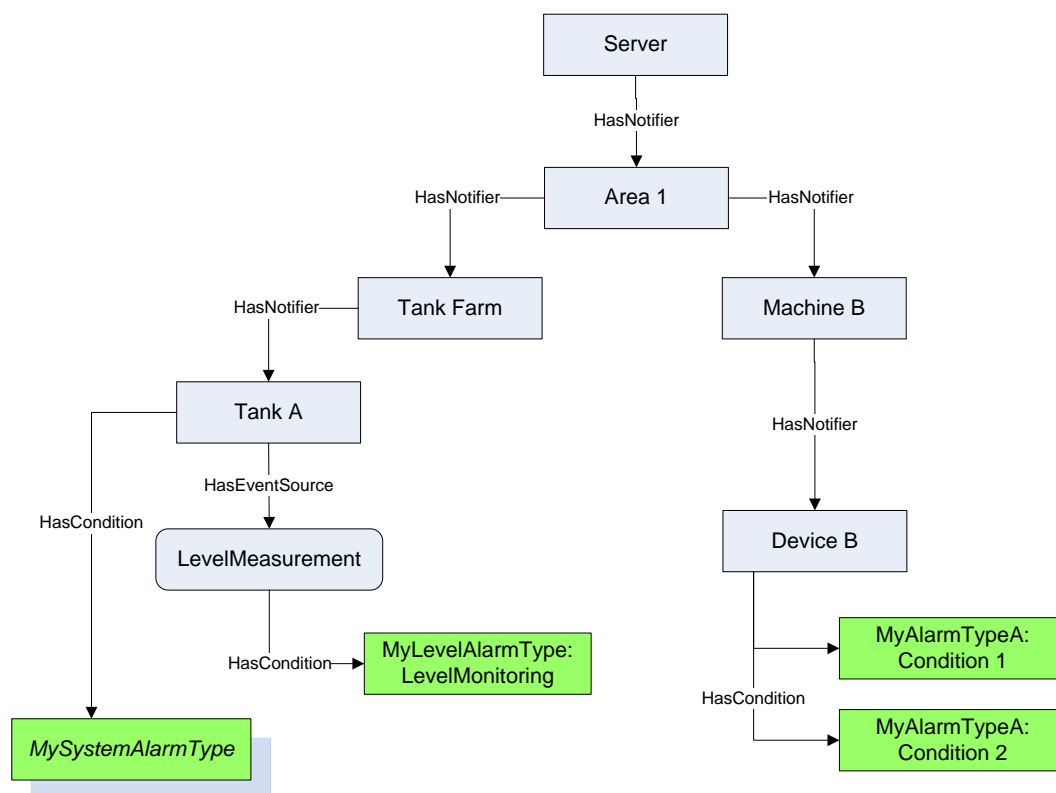 Server
HasNotifier
Area 1
HasNotifier
HasNotifier
Tank Farm
Machine B
HasNotifier
Tank A
HasNotifier
HasEventSource
HasCondition
LevelMeasurement
Device B
HasCondition
MyLevelAlarmType:
LevelMonitoring
MyAlarmTypeA:
Condition 1
HasCondition
MySystemAlarmType
MyAlarmTypeA:
Condition 2